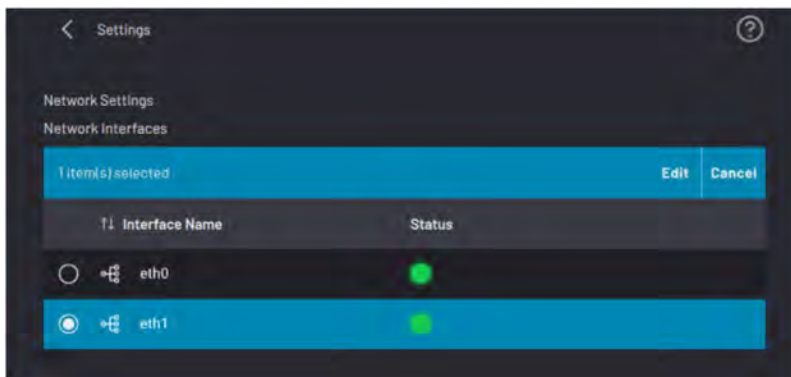 Settings
Network Settings
Network Interfaces
1 item(s) selected Edit Cancel
Interface Name Status
eth0
eth1